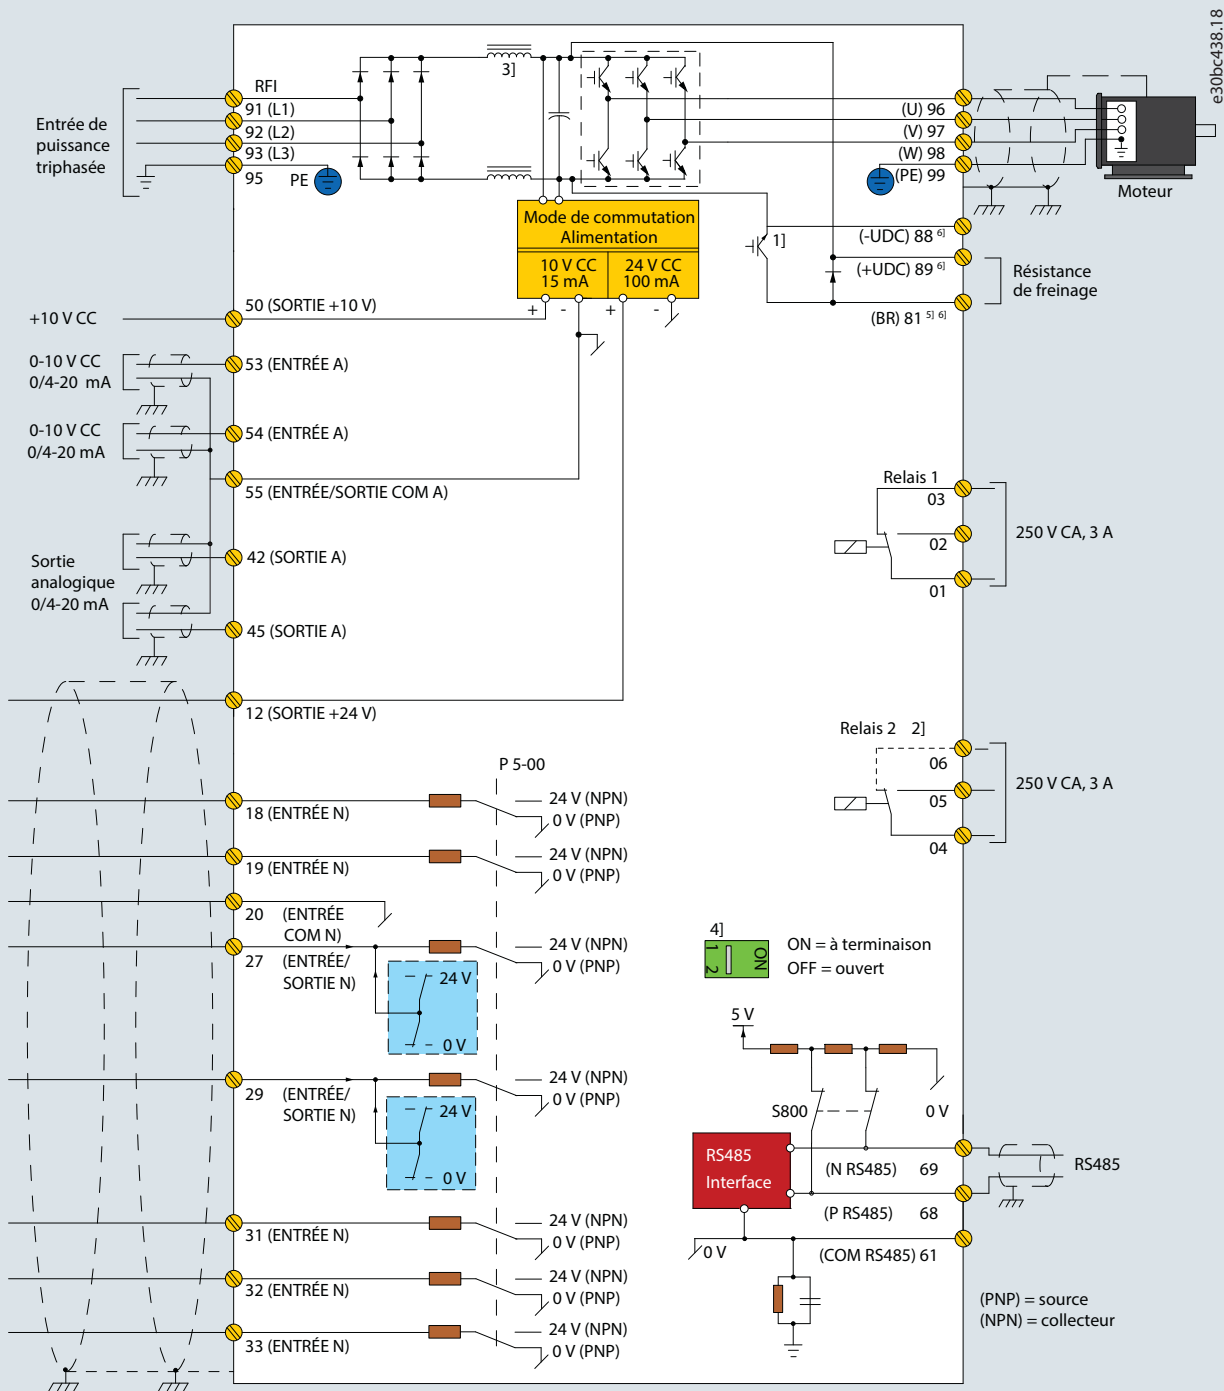 e30bc438.18
Entrée de
puissance
triphasée
RFI
91 (L1)
92 (L2)
93 (L3)
95
PE
3]
(U) 96
(V) 97
(W) 98
(PE) 99
Moteur
Mode de commutation
Alimentation
10 V CC
15 mA
24 V CC
100 mA
+ - + -
1]
(-UDC) 88 6]
(+UDC) 89 6]
(BR) 81 5] 6]
Résistance
de freinage
+10 V CC
50 (SORTIE +10 V)
0-10 V CC
0/4-20 mA
53 (ENTRÉE A)
0-10 V CC
0/4-20 mA
54 (ENTRÉE A)
55 (ENTRÉE/SORTIE COM A)
Sortie
analogique
0/4-20 mA
42 (SORTIE A)
45 (SORTIE A)
12 (SORTIE +24 V)
Relais 1
03
02
01
250 V CA, 3 A
Relais 2 2]
06
05
04
250 V CA, 3 A
P 5-00
18 (ENTRÉE N)
24 V (NPN)
0 V (PNP)
19 (ENTRÉE N)
24 V (NPN)
0 V (PNP)
20 (ENTRÉE
COM N)
27 (ENTRÉE/
SORTIE N)
24 V (NPN)
0 V (PNP)
24 V
0 V
29 (ENTRÉE/
SORTIE N)
24 V (NPN)
0 V (PNP)
24 V
0 V
31 (ENTRÉE N)
24 V (NPN)
0 V (PNP)
32 (ENTRÉE N)
24 V (NPN)
0 V (PNP)
33 (ENTRÉE N)
24 V (NPN)
0 V (PNP)
4]
1 2 ON
ON = à terminaison
OFF = ouvert
5 V
S800
0 V
RS485
Interface
(N RS485) 69
(P RS485) 68
0 V
(COM RS485) 61
RS485
(PNP) = source
(NPN) = collecteur